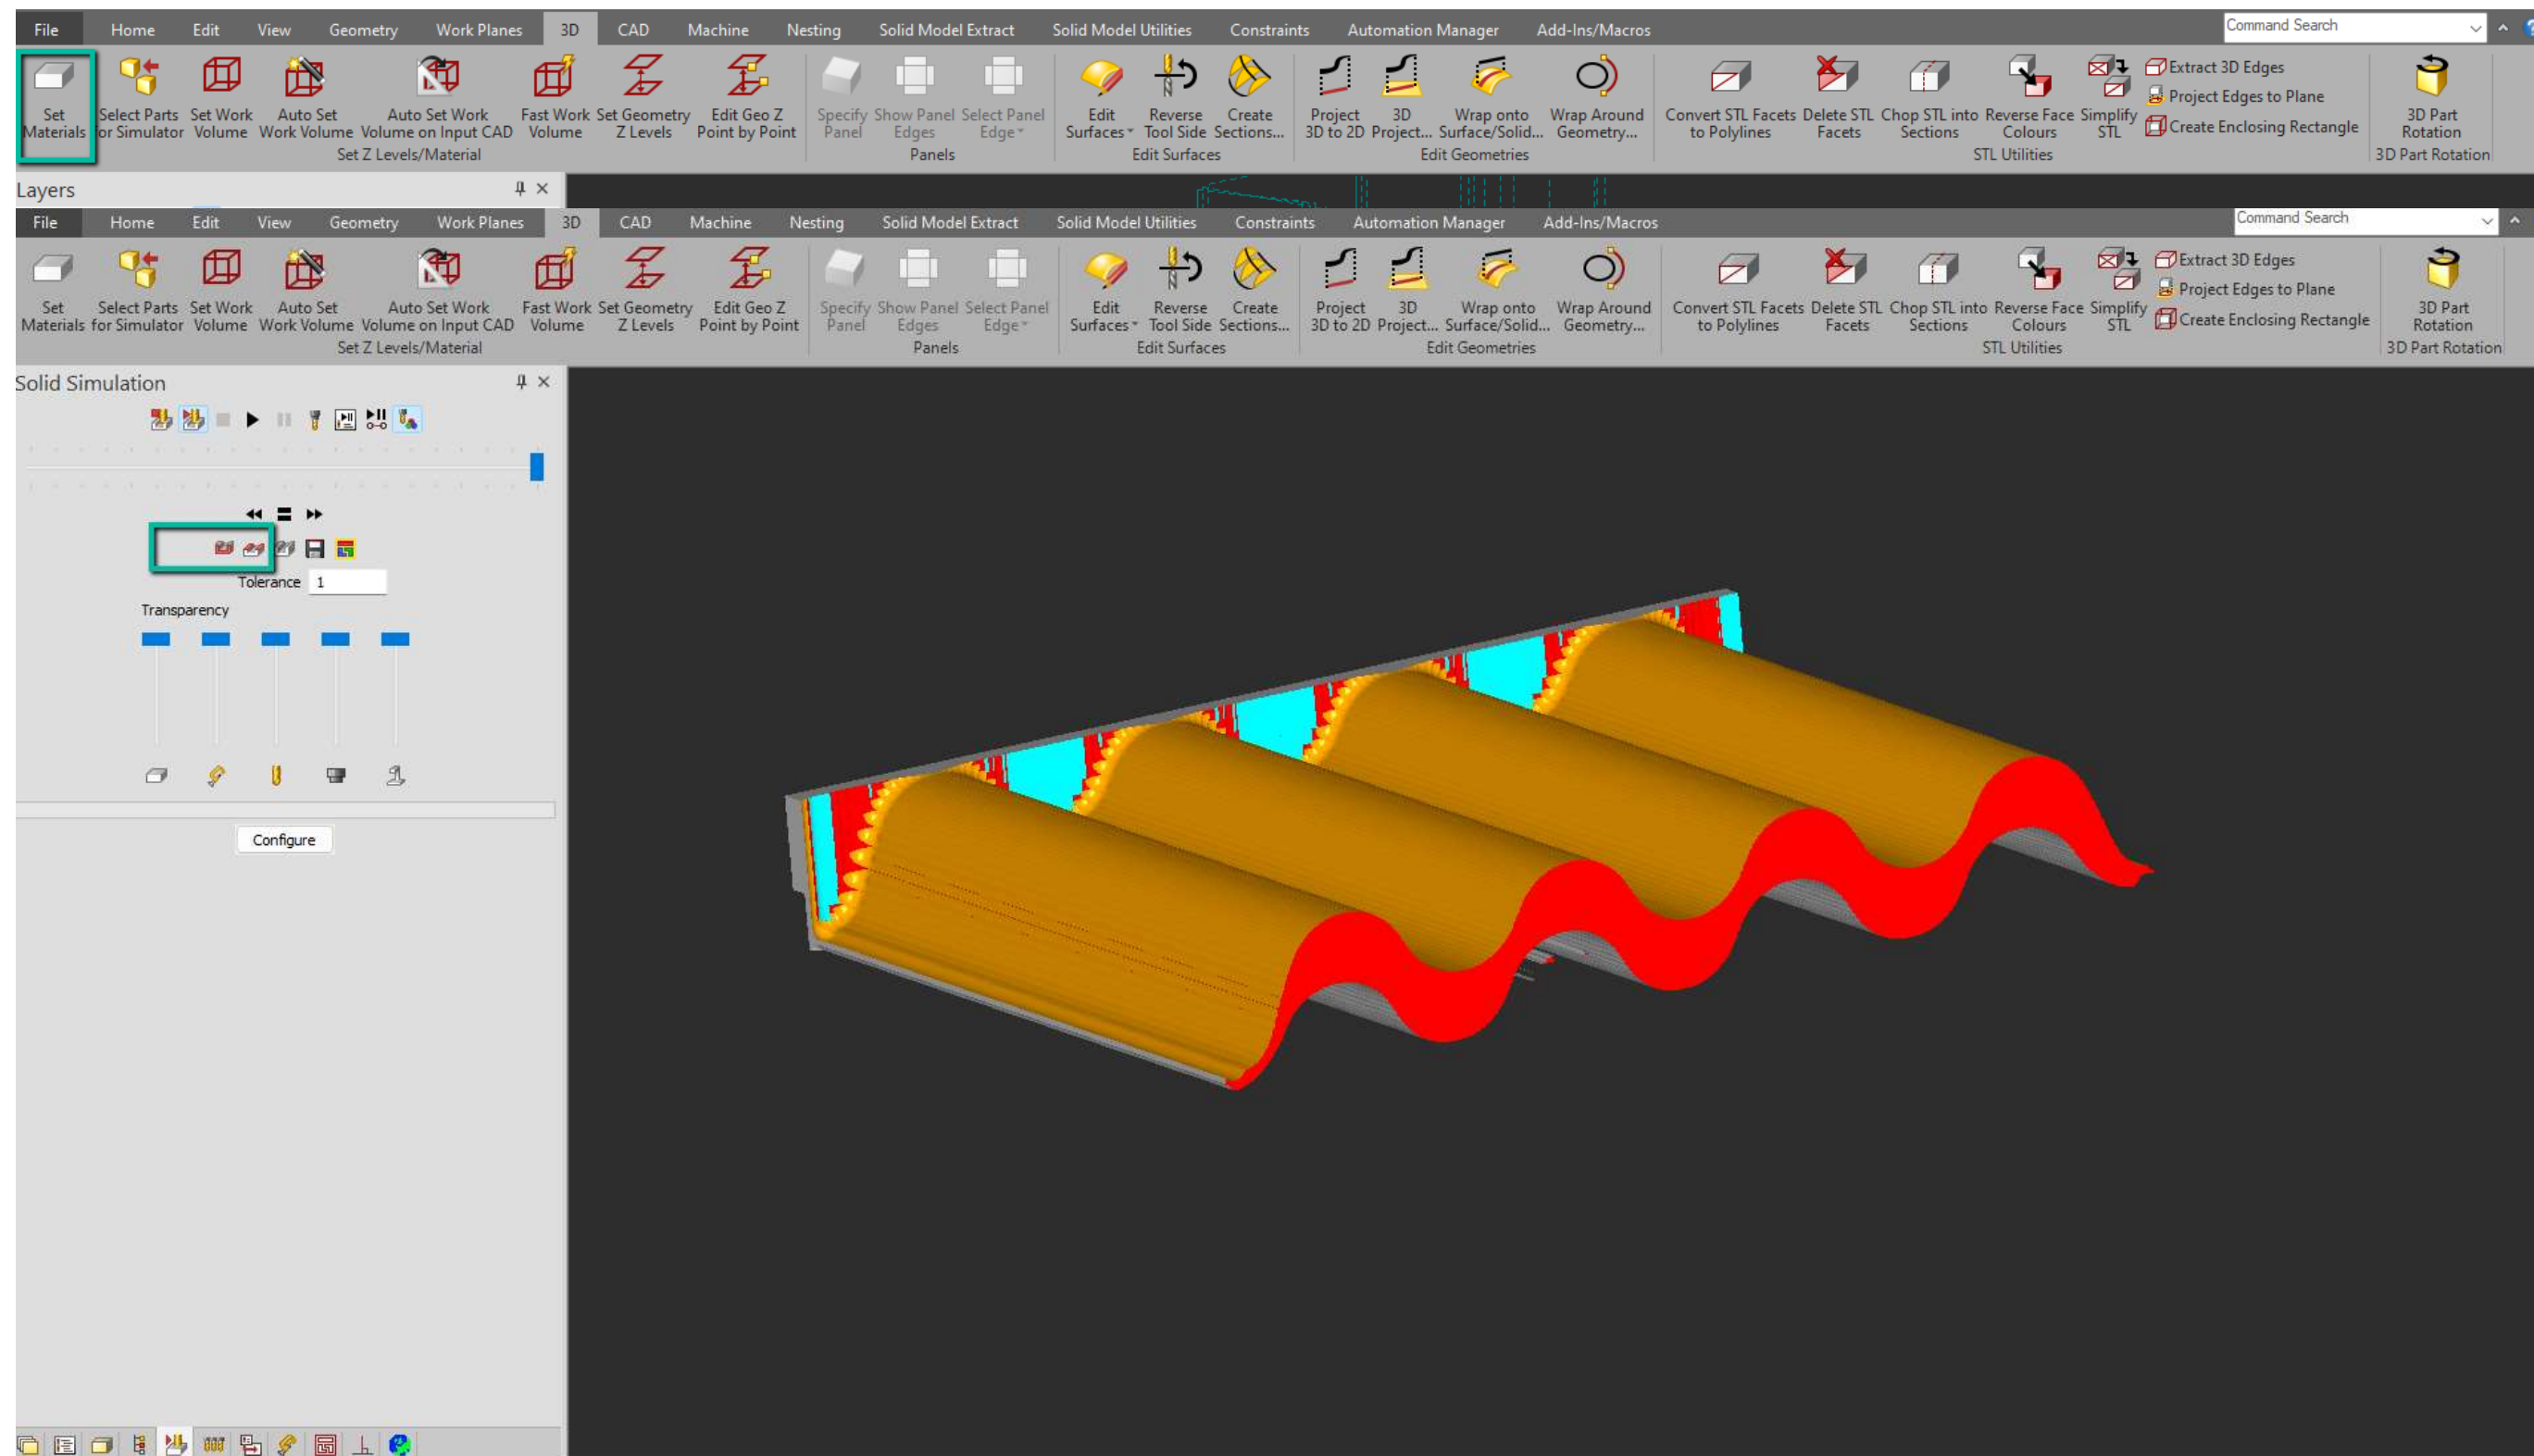 File Home Edit View Geometry Work Planes 3D CAD Machine Nesting Solid Model Extract Solid Model Utilities Constraints Automation Manager Add-Ins/Macros Command Search
Set Materials
Select Parts for Simulator
Set Work Volume
Auto Set Work Volume
Auto Set Work Volume on Input CAD
Fast Work Volume
Set Geometry Z Levels
Edit Geo Z Point by Point
Set Z Levels/Material
Specify Panel
Show Panel Edges
Select Panel Edge
Panels
Edit Surfaces
Reverse Tool Side
Create Sections...
Edit Surfaces
Project 3D to 2D
3D Project...
Wrap onto Surface/Solid...
Wrap Around Geometry...
Edit Geometries
Convert STL Facets to Polylines
Delete STL Facets
Chop STL into Sections
Reverse Face Colours
Simplify STL
Extract 3D Edges
Project Edges to Plane
Create Enclosing Rectangle
STL Utilities
3D Part Rotation
3D Part Rotation
Layers
File Home Edit View Geometry Work Planes 3D CAD Machine Nesting Solid Model Extract Solid Model Utilities Constraints Automation Manager Add-Ins/Macros Command Search
Set Materials
Select Parts for Simulator
Set Work Volume
Auto Set Work Volume
Auto Set Work Volume on Input CAD
Fast Work Volume
Set Geometry Z Levels
Edit Geo Z Point by Point
Set Z Levels/Material
Specify Panel
Show Panel Edges
Select Panel Edge
Panels
Edit Surfaces
Reverse Tool Side
Create Sections...
Edit Surfaces
Project 3D to 2D
3D Project...
Wrap onto Surface/Solid...
Wrap Around Geometry...
Edit Geometries
Convert STL Facets to Polylines
Delete STL Facets
Chop STL into Sections
Reverse Face Colours
Simplify STL
Extract 3D Edges
Project Edges to Plane
Create Enclosing Rectangle
STL Utilities
3D Part Rotation
3D Part Rotation
Solid Simulation
Tolerance 1
Transparency
Configure